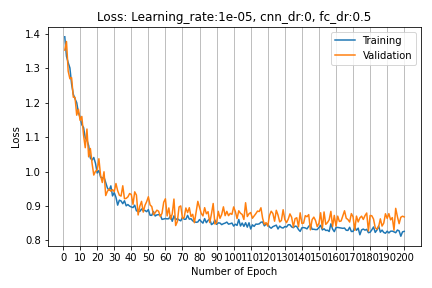 Loss: Learning_rate:1e-05, cnn_dr:0, fc_dr:0.5
Training
Validation
1.4
1.3
1.2
1.1
1.0
0.9
0.8
Loss
0 10 20 30 40 50 60 70 80 90 100 110 120 130 140 150 160 170 180 190 200
Number of Epoch